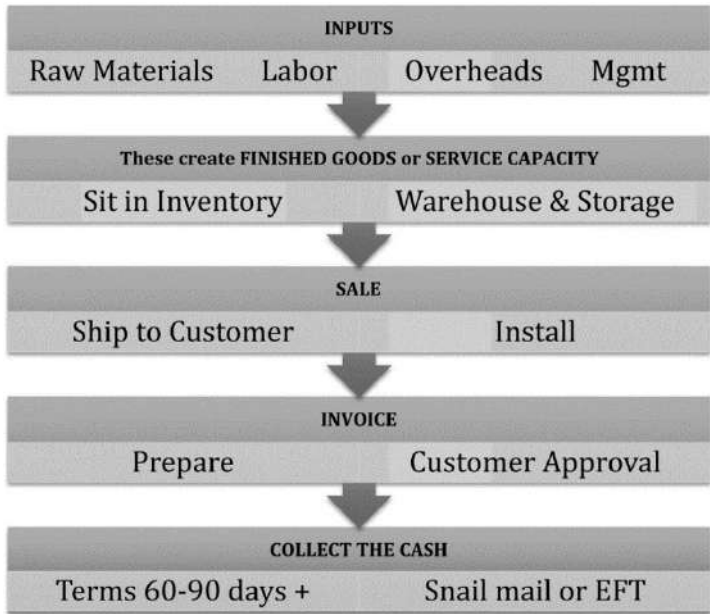 INPUTS
Raw Materials Labor Overheads Mgmt
These create FINISHED GOODS or SERVICE CAPACITY
Sit in Inventory Warehouse & Storage
SALE
Ship to Customer Install
INVOICE
Prepare Customer Approval
COLLECT THE CASH
Terms 60-90 days + Snail mail or EFT